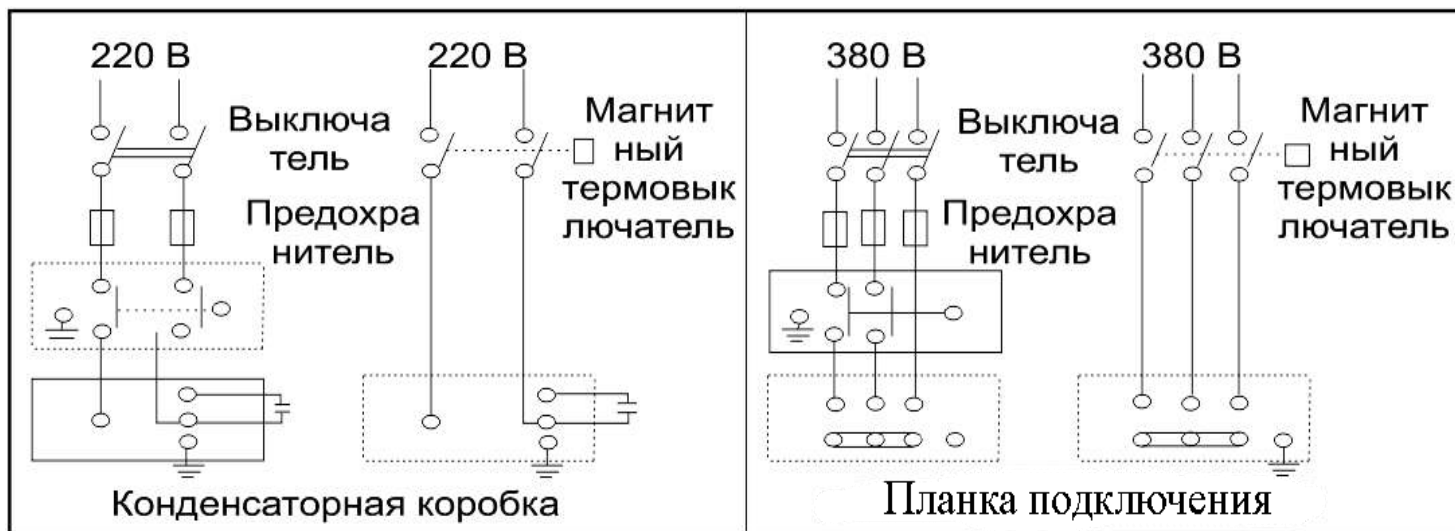 220 В
220 В
Выключа
тель
Предохра
нитель
Магнит
ный
термовык
лючатель
Конденсаторная коробка
380 В
380 В
Выключа
тель
Предохра
нитель
Магнит
ный
термовык
лючатель
Планка подключения